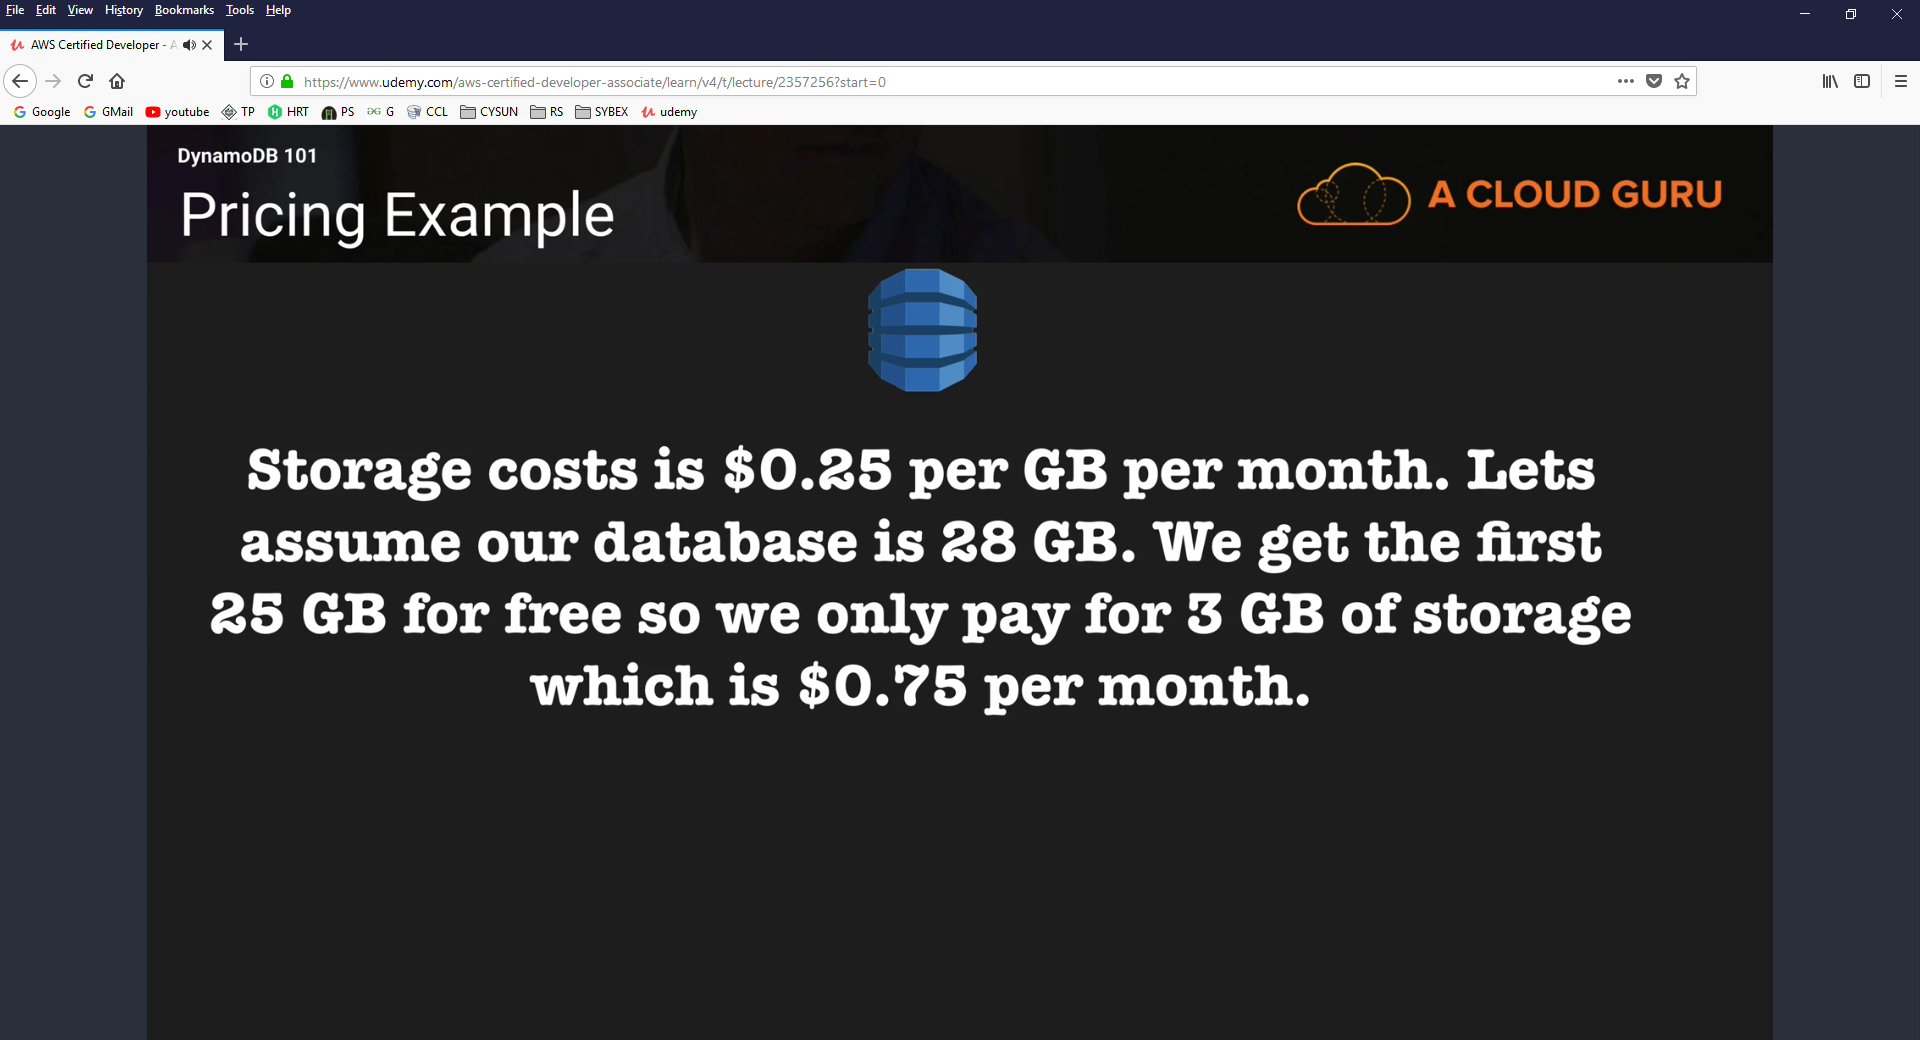 File Edit View History Bookmarks Tools Help
AWS Certified Developer - A
https://www.udemy.com/aws-certified-developer-associate/learn/v4/t/lecture/2357256?start=0
Google GMail youtube TP HRT PS G CCL CYSUN RS SYBEX udemy
DynamoDB 101
Pricing Example
A CLOUD GURU
Storage costs is $0.25 per GB per month. Lets
assume our database is 28 GB. We get the first
25 GB for free so we only pay for 3 GB of storage
which is $0.75 per month.